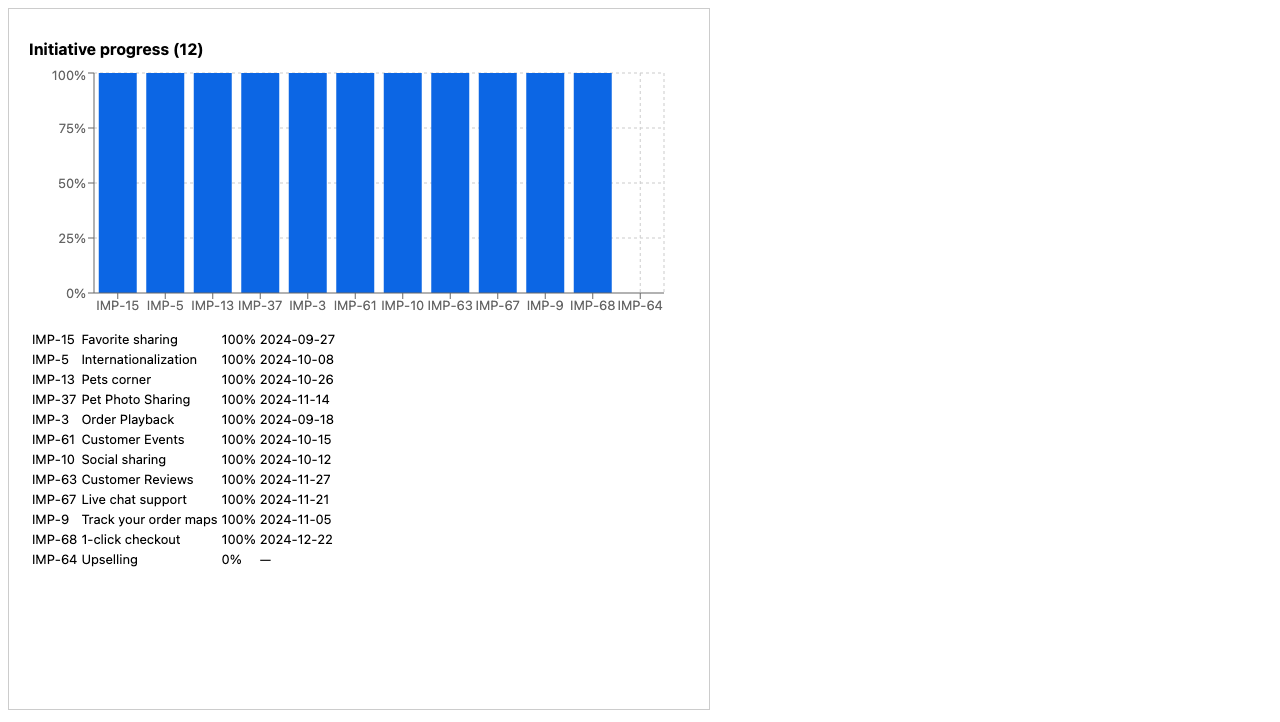 Initiative progress (12)
100%
75%
50%
25%
0%
IMP-15 IMP-5 IMP-13 IMP-37 IMP-3 IMP-61 IMP-10 IMP-63 IMP-67 IMP-9 IMP-68 IMP-64
IMP-15 Favorite sharing 100% 2024-09-27
IMP-5 Internationalization 100% 2024-10-08
IMP-13 Pets corner 100% 2024-10-26
IMP-37 Pet Photo Sharing 100% 2024-11-14
IMP-3 Order Playback 100% 2024-09-18
IMP-61 Customer Events 100% 2024-10-15
IMP-10 Social sharing 100% 2024-10-12
IMP-63 Customer Reviews 100% 2024-11-27
IMP-67 Live chat support 100% 2024-11-21
IMP-9 Track your order maps 100% 2024-11-05
IMP-68 1-click checkout 100% 2024-12-22
IMP-64 Upselling 0% —